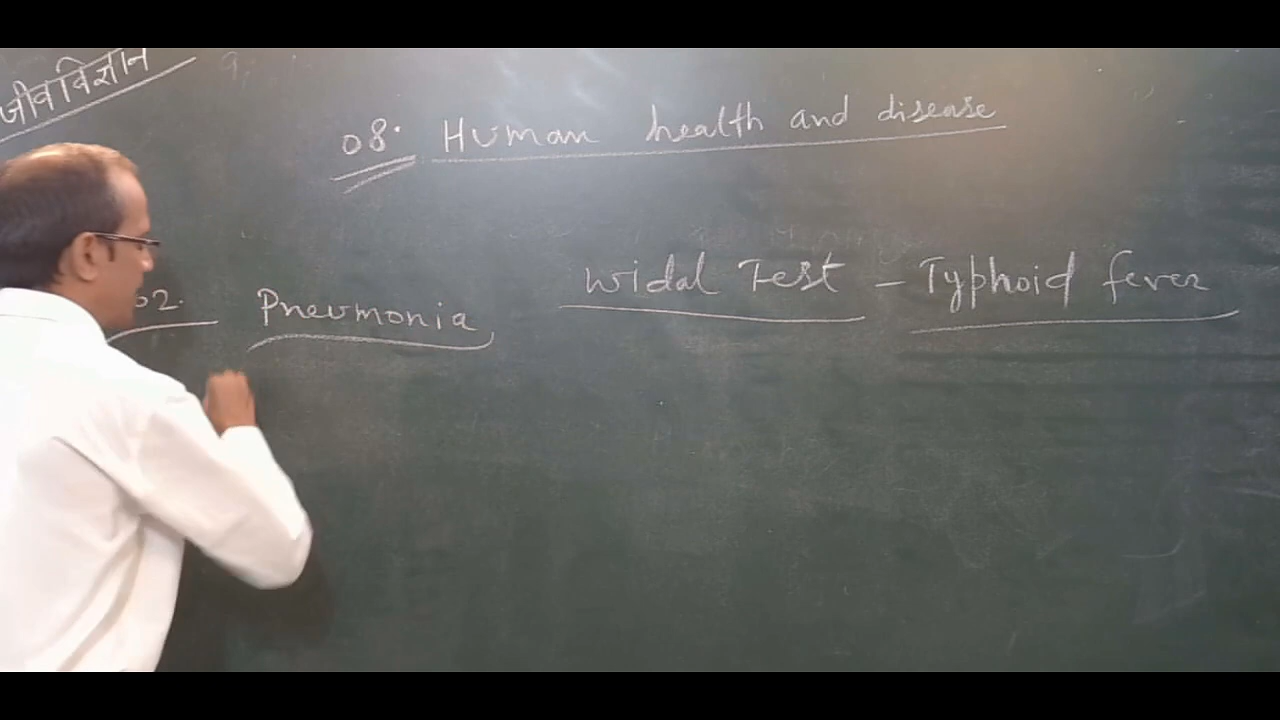 जीवविज्ञान
08. Human health and disease
Widal Test - Typhoid fever
02. Pneumonia